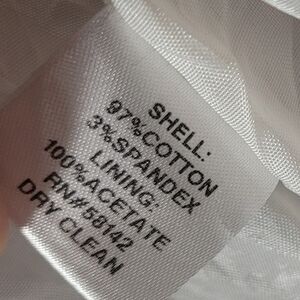 SHELL:
97%COTTON
3%SPANDEX
LINING:
100%ACETATE
RN#58142
DRY CLEAN